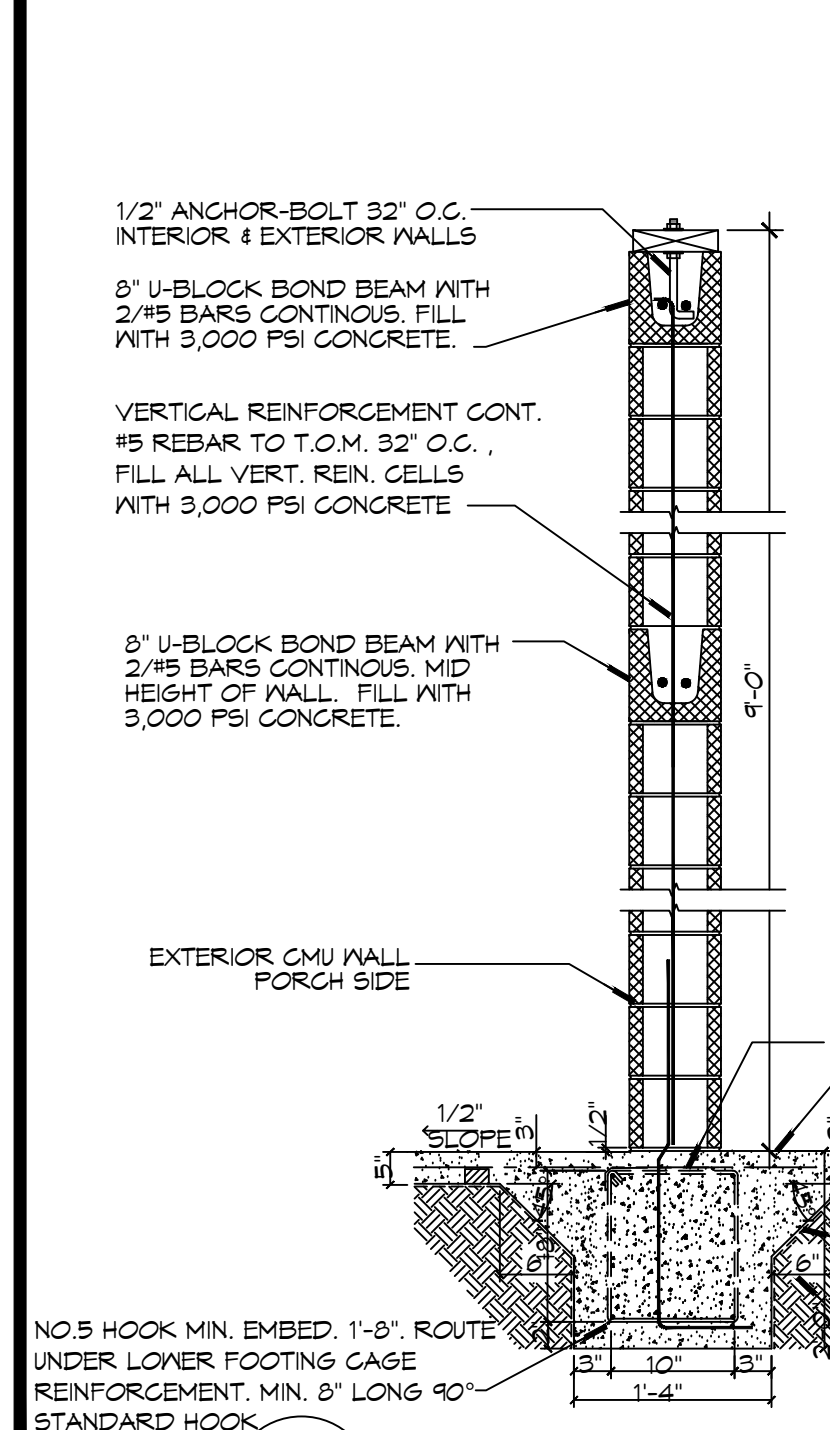 1/2" ANCHOR-BOLT 32" O.C.
INTERIOR & EXTERIOR WALLS
8" U-BLOCK BOND BEAM WITH
2/#5 BARS CONTINOUS. FILL
WITH 3,000 PSI CONCRETE.
VERTICAL REINFORCEMENT CONT.
#5 REBAR TO T.O.M. 32" O.C. ,
FILL ALL VERT. REIN. CELLS
WITH 3,000 PSI CONCRETE
8" U-BLOCK BOND BEAM WITH
2/#5 BARS CONTINOUS. MID
HEIGHT OF WALL. FILL WITH
3,000 PSI CONCRETE.
9'-0"
EXTERIOR CMU WALL
PORCH SIDE
1/2"
SLOPE
3"
1/2"
5"
45°
6"
6"
2"
3"
10"
3"
1'-4"
NO.5 HOOK MIN. EMBED. 1'-8". ROUTE
UNDER LOWER FOOTING CAGE
REINFORCEMENT. MIN. 8" LONG 90°
STANDARD HOOK